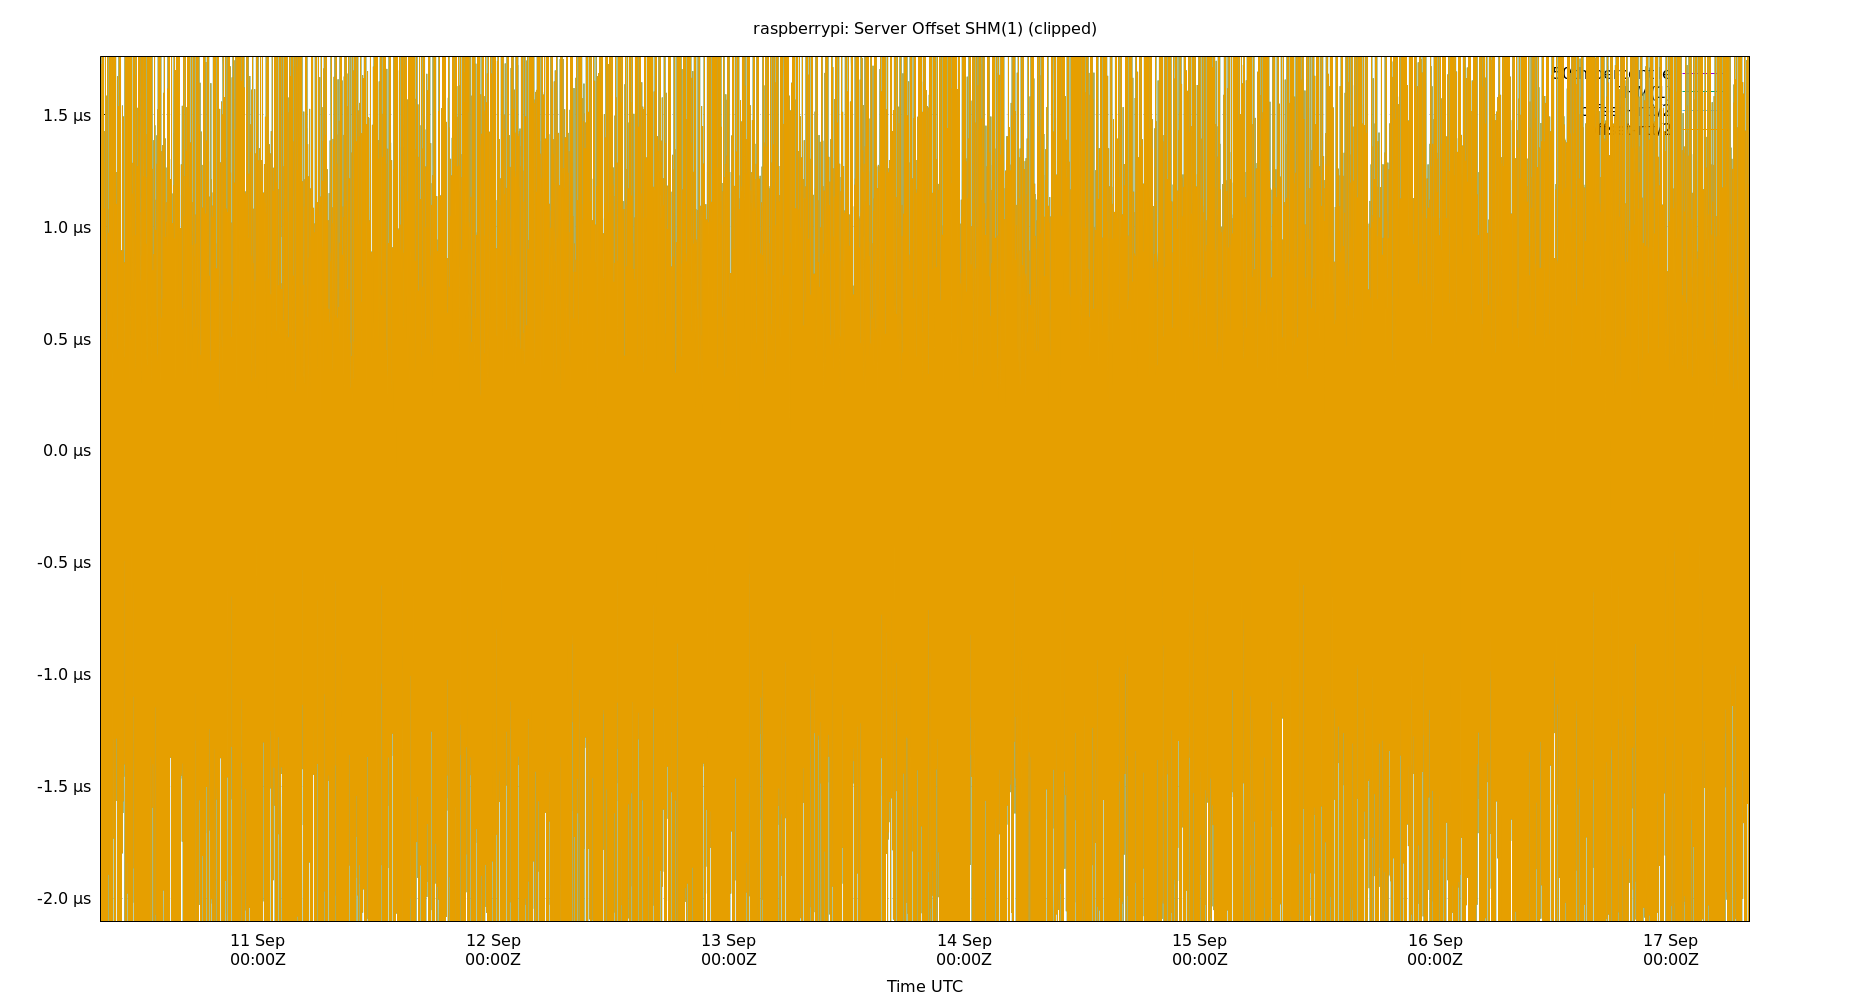 raspberrypi: Server Offset SHM(1) (clipped)
1.5 µs
1.0 µs
0.5 µs
0.0 µs
-0.5 µs
-1.0 µs
-1.5 µs
-2.0 µs
11 Sep
00:00Z
12 Sep
00:00Z
13 Sep
00:00Z
14 Sep
00:00Z
15 Sep
00:00Z
16 Sep
00:00Z
17 Sep
00:00Z
Time UTC